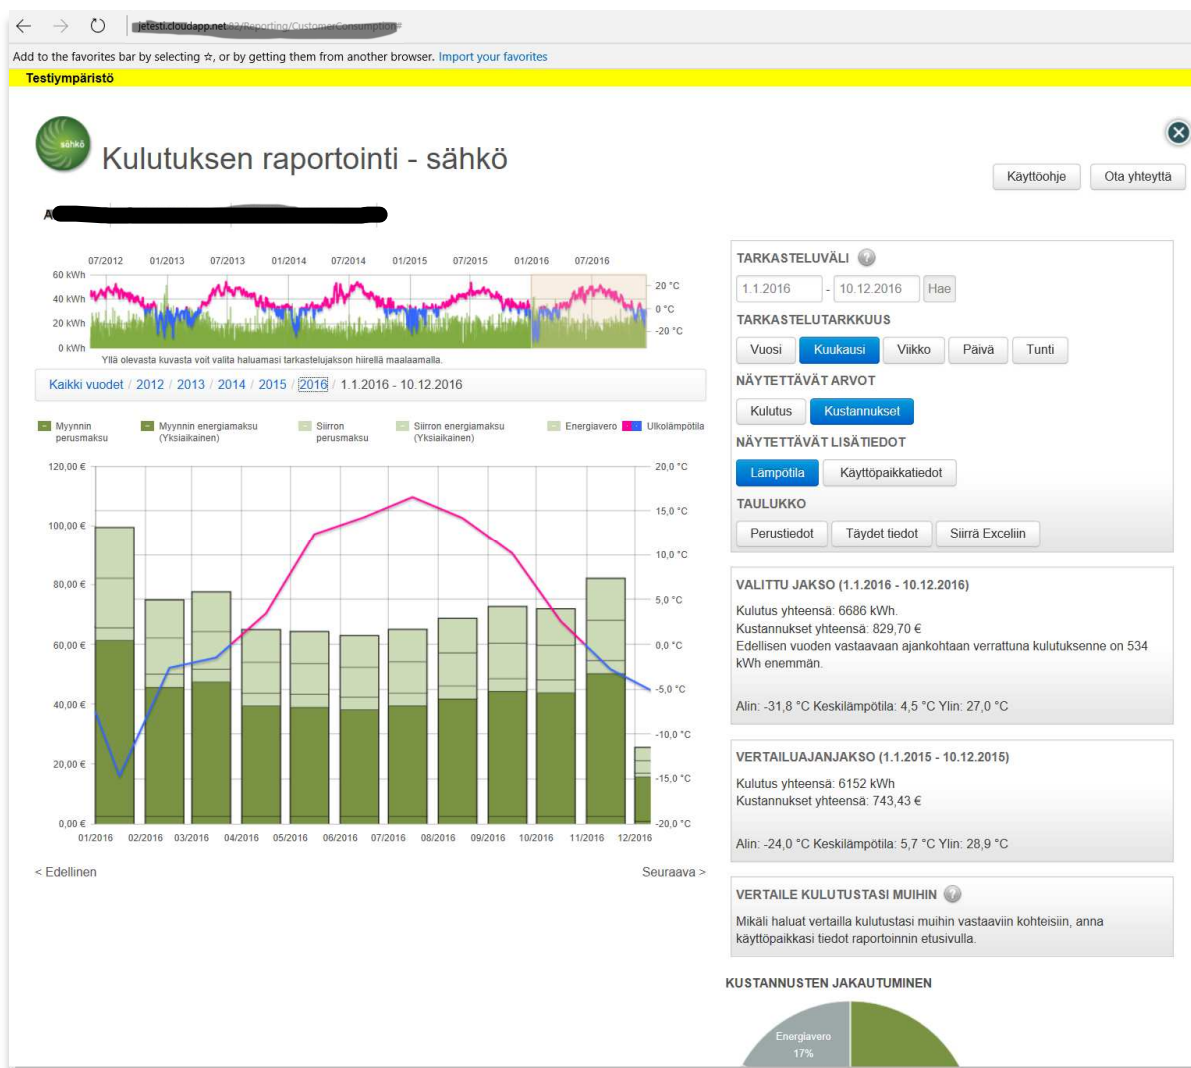 jetesti.cloudapp.net:82/Reporting/CustomerConsumption#
Add to the favorites bar by selecting ☆, or by getting them from another browser. Import your favorites
Testiympäristö
sähkö
Kulutuksen raportointi - sähkö
Käyttöohje
Ota yhteyttä
A
07/2012 01/2013 07/2013 01/2014 07/2014 01/2015 07/2015 01/2016 07/2016
60 kWh
40 kWh
20 kWh
0 kWh
20 °C
0 °C
-20 °C
Yllä olevasta kuvasta voit valita haluamasi tarkastelujakson hiirellä maalaamalla.
Kaikki vuodet / 2012 / 2013 / 2014 / 2015 / 2016 / 1.1.2016 - 10.12.2016
Myynnin perusmaksu
Myynnin energiamaksu (Yksiaikainen)
Siirron perusmaksu
Siirron energiamaksu (Yksiaikainen)
Energiavero
Ulkolämpötila
120,00 €
100,00 €
80,00 €
60,00 €
40,00 €
20,00 €
0,00 €
20,0 °C
15,0 °C
10,0 °C
5,0 °C
0,0 °C
-5,0 °C
-10,0 °C
-15,0 °C
-20,0 °C
01/2016 02/2016 03/2016 04/2016 05/2016 06/2016 07/2016 08/2016 09/2016 10/2016 11/2016 12/2016
< Edellinen
Seuraava >
TARKASTELUVÄLI ?
1.1.2016 - 10.12.2016 Hae
TARKASTELUTARKKUUS
Vuosi Kuukausi Viikko Päivä Tunti
NÄYTETTÄVÄT ARVOT
Kulutus Kustannukset
NÄYTETTÄVÄT LISÄTIEDOT
Lämpötila Käyttöpaikkatiedot
TAULUKKO
Perustiedot Täydet tiedot Siirrä Exceliin
VALITTU JAKSO (1.1.2016 - 10.12.2016)
Kulutus yhteensä: 6686 kWh.
Kustannukset yhteensä: 829,70 €
Edellisen vuoden vastaavaan ajankohtaan verrattuna kulutuksenne on 534
kWh enemmän.
Alin: -31,8 °C Keskilämpötila: 4,5 °C Ylin: 27,0 °C
VERTAILUAJANJAKSO (1.1.2015 - 10.12.2015)
Kulutus yhteensä: 6152 kWh
Kustannukset yhteensä: 743,43 €
Alin: -24,0 °C Keskilämpötila: 5,7 °C Ylin: 28,9 °C
VERTAILE KULUTUSTASI MUIHIN ?
Mikäli haluat vertailla kulutustasi muihin vastaaviin kohteisiin, anna
käyttöpaikkasi tiedot raportoinnin etusivulla.
KUSTANNUSTEN JAKAUTUMINEN
Energiavero
17%